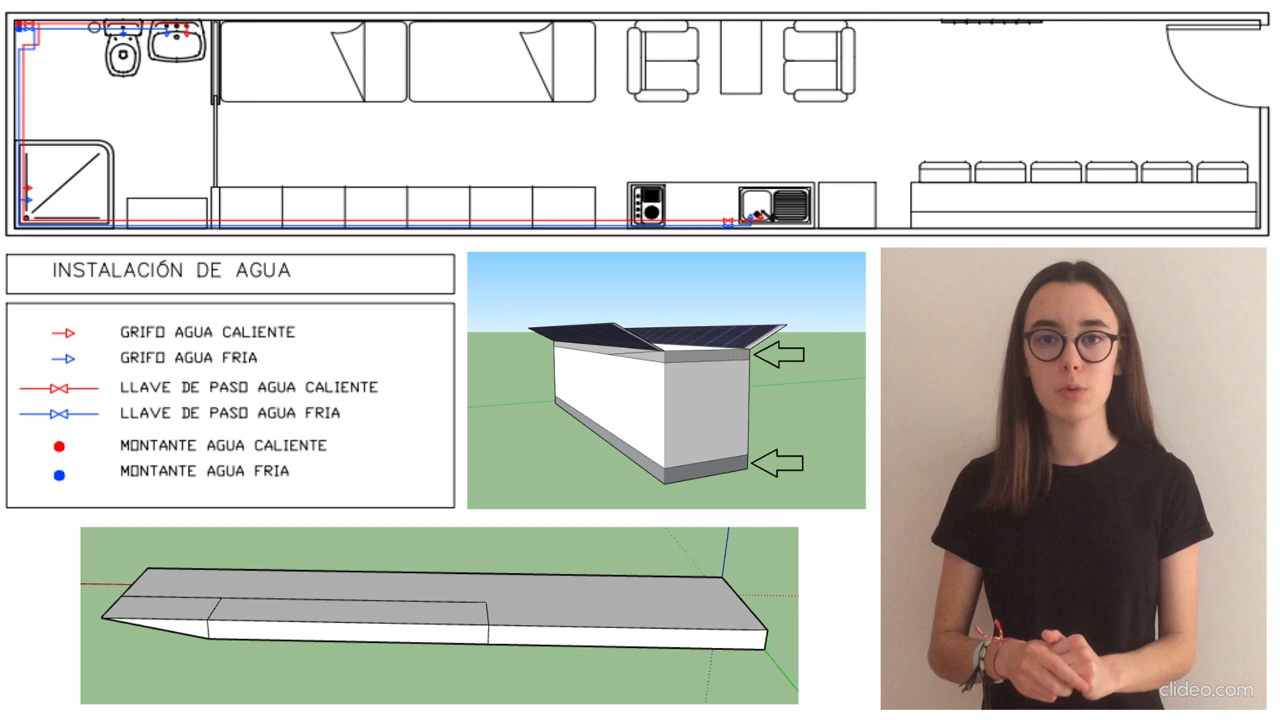 INSTALACIÓN DE AGUA
GRIFO AGUA CALIENTE
GRIFO AGUA FRIA
LLAVE DE PASO AGUA CALIENTE
LLAVE DE PASO AGUA FRIA
MONTANTE AGUA CALIENTE
MONTANTE AGUA FRIA
clideo.com